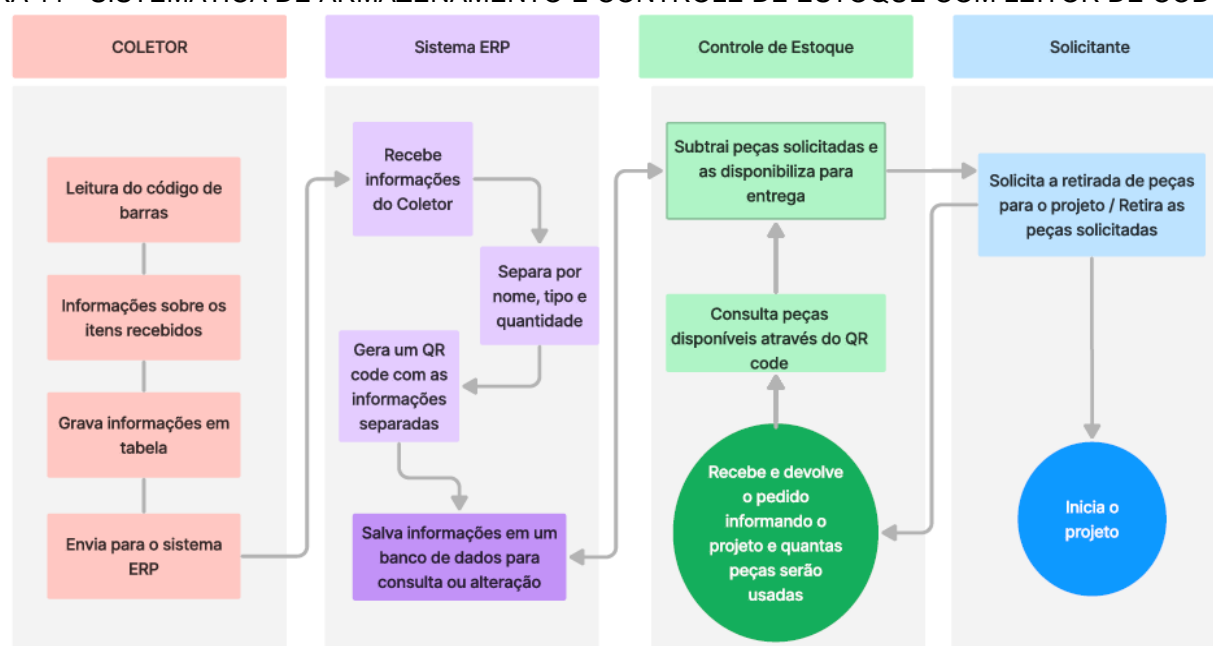 COLETOR
Leitura do código de
barras
Informações sobre os
itens recebidos
Grava informações em
tabela
Envia para o sistema
ERP
Sistema ERP
Recebe
informações
do Coletor
Separa por
nome, tipo e
quantidade
Gera um QR
code com as
informações
separadas
Salva informações em um
banco de dados para
consulta ou alteração
Controle de Estoque
Subtrai peças solicitadas e
as disponibiliza para
entrega
Consulta peças
disponíveis através do QR
code
Recebe e devolve
o pedido
informando o
projeto e quantas
peças serão
usadas
Solicitante
Solicita a retirada de peças
para o projeto / Retira as
peças solicitadas
Inicia o
projeto